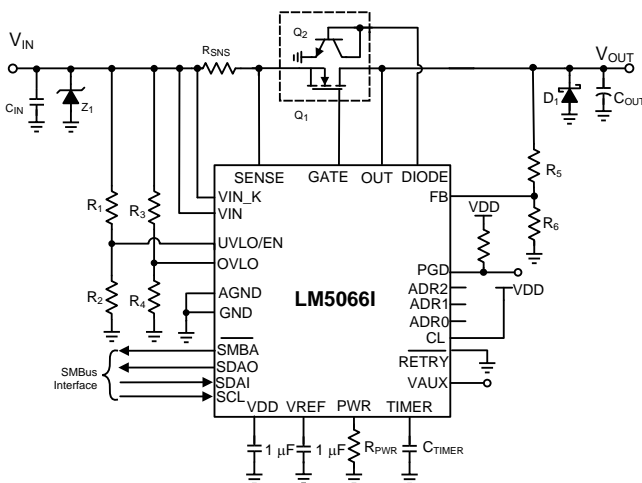 Q2
VIN
RSNS
VOUT
CIN
Z1
Q1
D1
COUT
SENSE
GATE
OUT
DIODE
R5
VIN_K
FB
VIN
VDD
R1
R3
R6
UVLO/EN
OVLO
PGD
R2
R4
AGND
LM5066I
ADR2
VDD
GND
ADR1
ADR0
CL
SMBA
RETRY
SMBus
Interface
SDAO
SDAI
VAUX
SCL
VDD
VREF
PWR
TIMER
1 μF
1 μF
RPWR
CTIMER